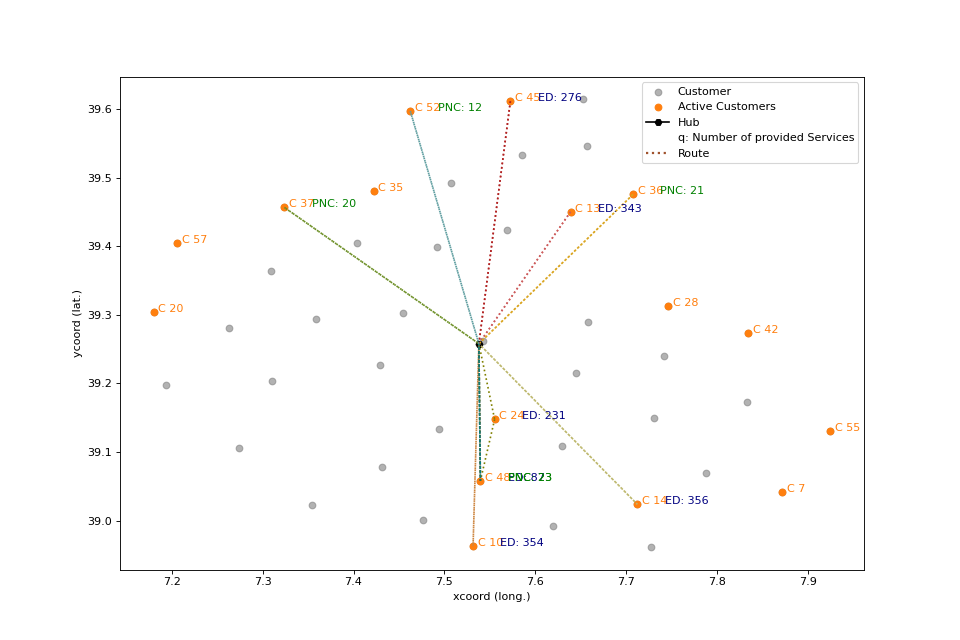 Customer
Active Customers
Hub
q: Number of provided Services
Route
39.6
39.5
39.4
39.3
39.2
39.1
39.0
ycoord (lat.)
C 52 PNC: 12
C 45 ED: 276
C 35
C 37 PNC: 20
C 36 PNC: 21
C 13 ED: 343
C 57
C 20
C 28
C 42
C 24 ED: 231
C 55
C 48
C 7
C 14 ED: 356
C 10 ED: 354
7.2
7.3
7.4
7.5
7.6
7.7
7.8
7.9
xcoord (long.)